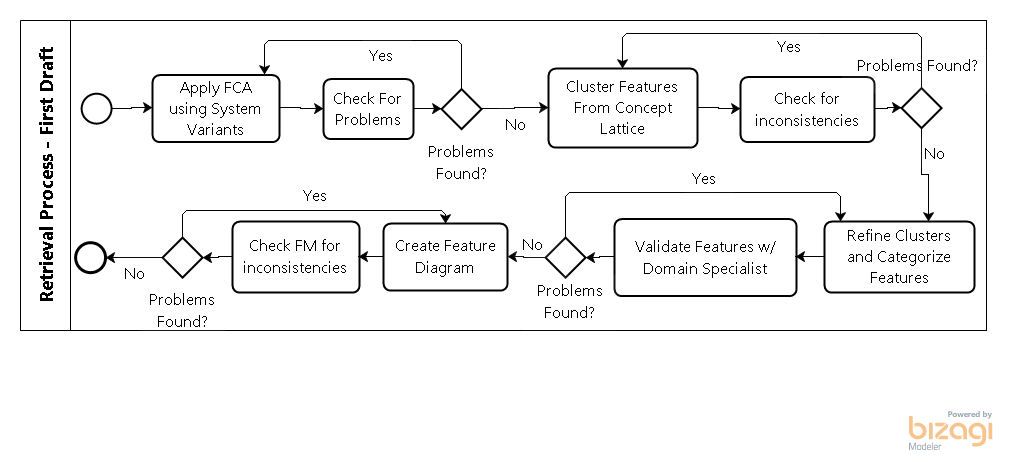 Retrieval Process – First Draft
Yes
Apply FCA
using System
Variants
Check For
Problems
Problems
Found?
No
Yes
Cluster Features
From Concept
Lattice
Check for
inconsistencies
Problems Found?
No
Yes
Refine Clusters
and Categorize
Features
Validate Features w/
Domain Specialist
Problems
Found?
No
Yes
Create Feature
Diagram
Check FM for
inconsistencies
Problems
Found?
No
Powered by
bizagi
Modeler